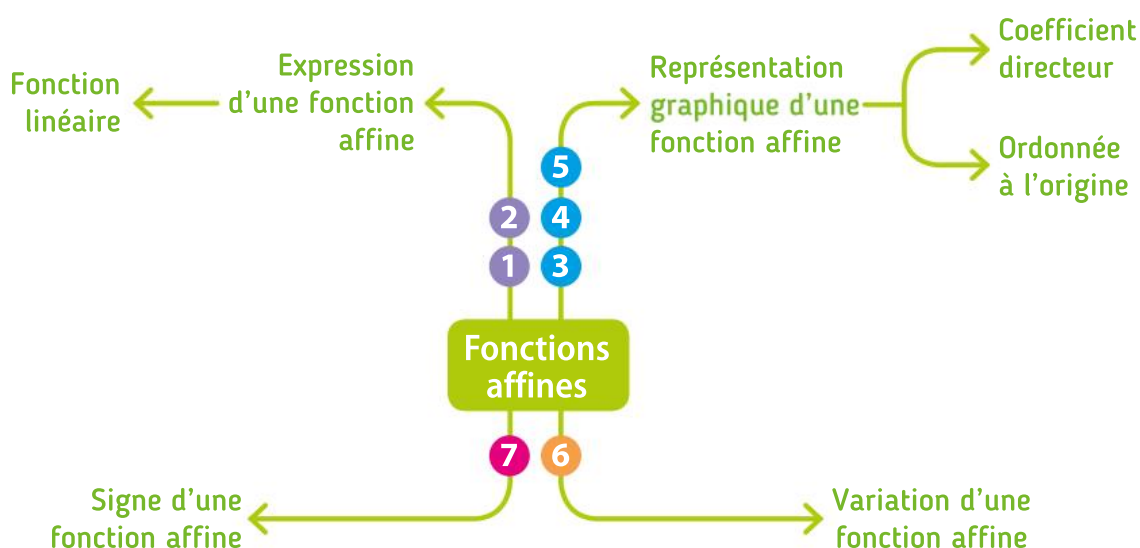 Fonction
linéaire
Expression
d'une fonction
affine
Représentation
graphique d'une
fonction affine
Coefficient
directeur
Ordonnée
à l'origine
5
2 4
1 3
Fonctions
affines
7 6
Signe d'une
fonction affine
Variation d'une
fonction affine